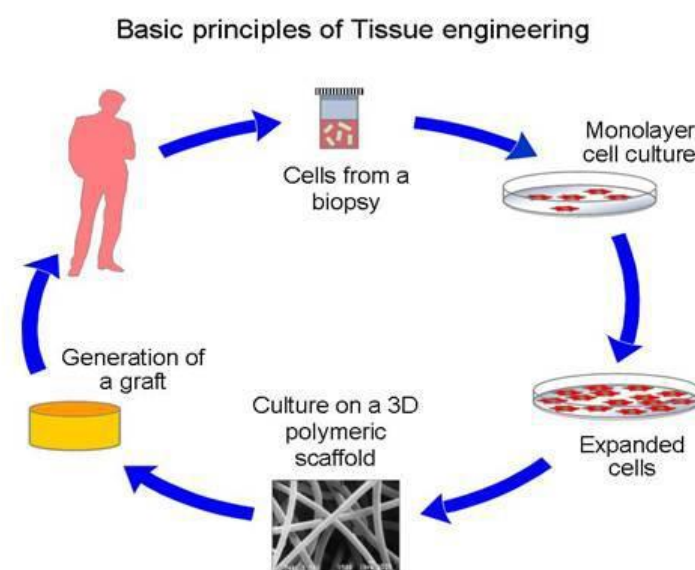 Basic principles of Tissue engineering
Cells from a
biopsy
Monolayer
cell culture
Expanded
cells
Culture on a 3D
polymeric
scaffold
Generation of
a graft